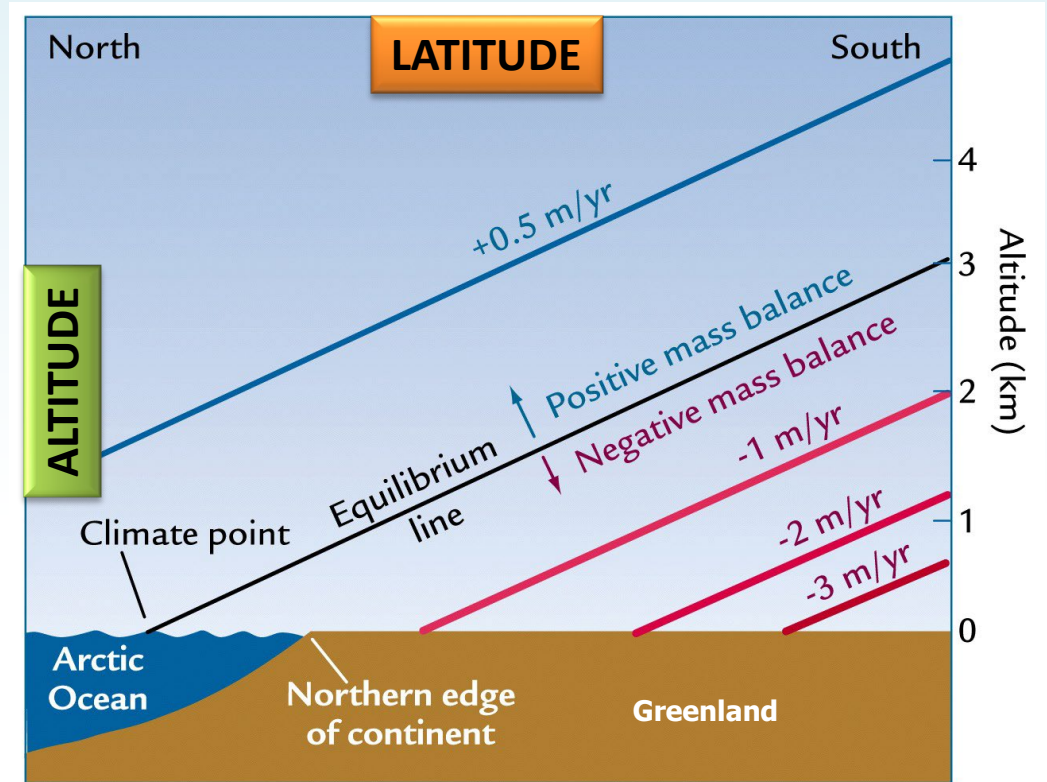 North
LATITUDE
South
4
+0.5 m/yr
3
Altitude (km)
ALTITUDE
Positive mass balance
Negative mass balance
2
-1 m/yr
Equilibrium
line
1
-2 m/yr
Climate point
-3 m/yr
0
Arctic
Ocean
Northern edge
of continent
Greenland